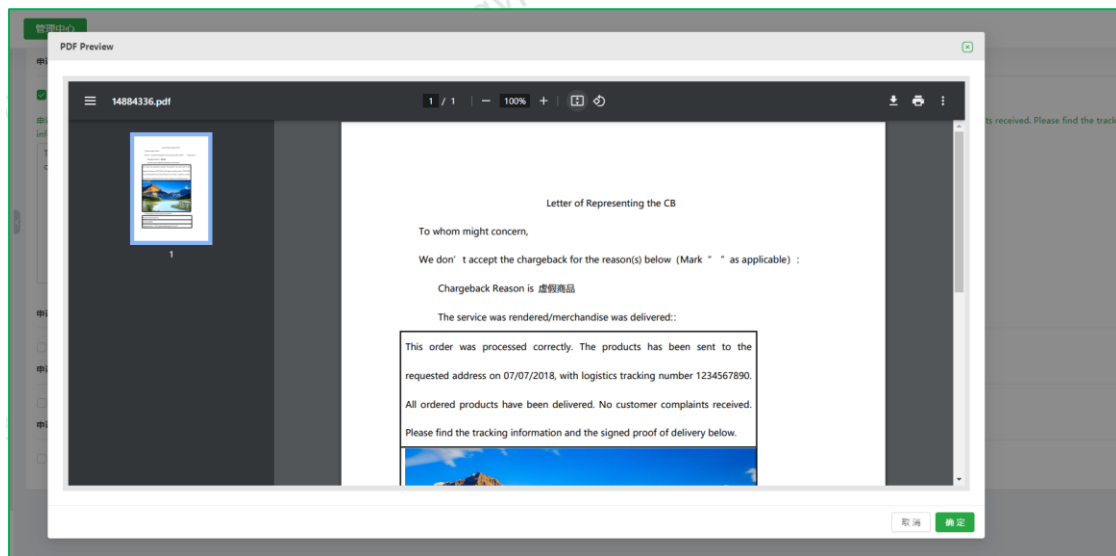 管理中心
PDF Preview
14884336.pdf
1 / 1
100%
ts received. Please find the track
1
Letter of Representing the CB
To whom might concern,
We don' t accept the chargeback for the reason(s) below (Mark " " as applicable) :
Chargeback Reason is 虚假商品
The service was rendered/merchandise was delivered::
This order was processed correctly. The products has been sent to the
requested address on 07/07/2018, with logistics tracking number 1234567890.
All ordered products have been delivered. No customer complaints received.
Please find the tracking information and the signed proof of delivery below.
取消
确定